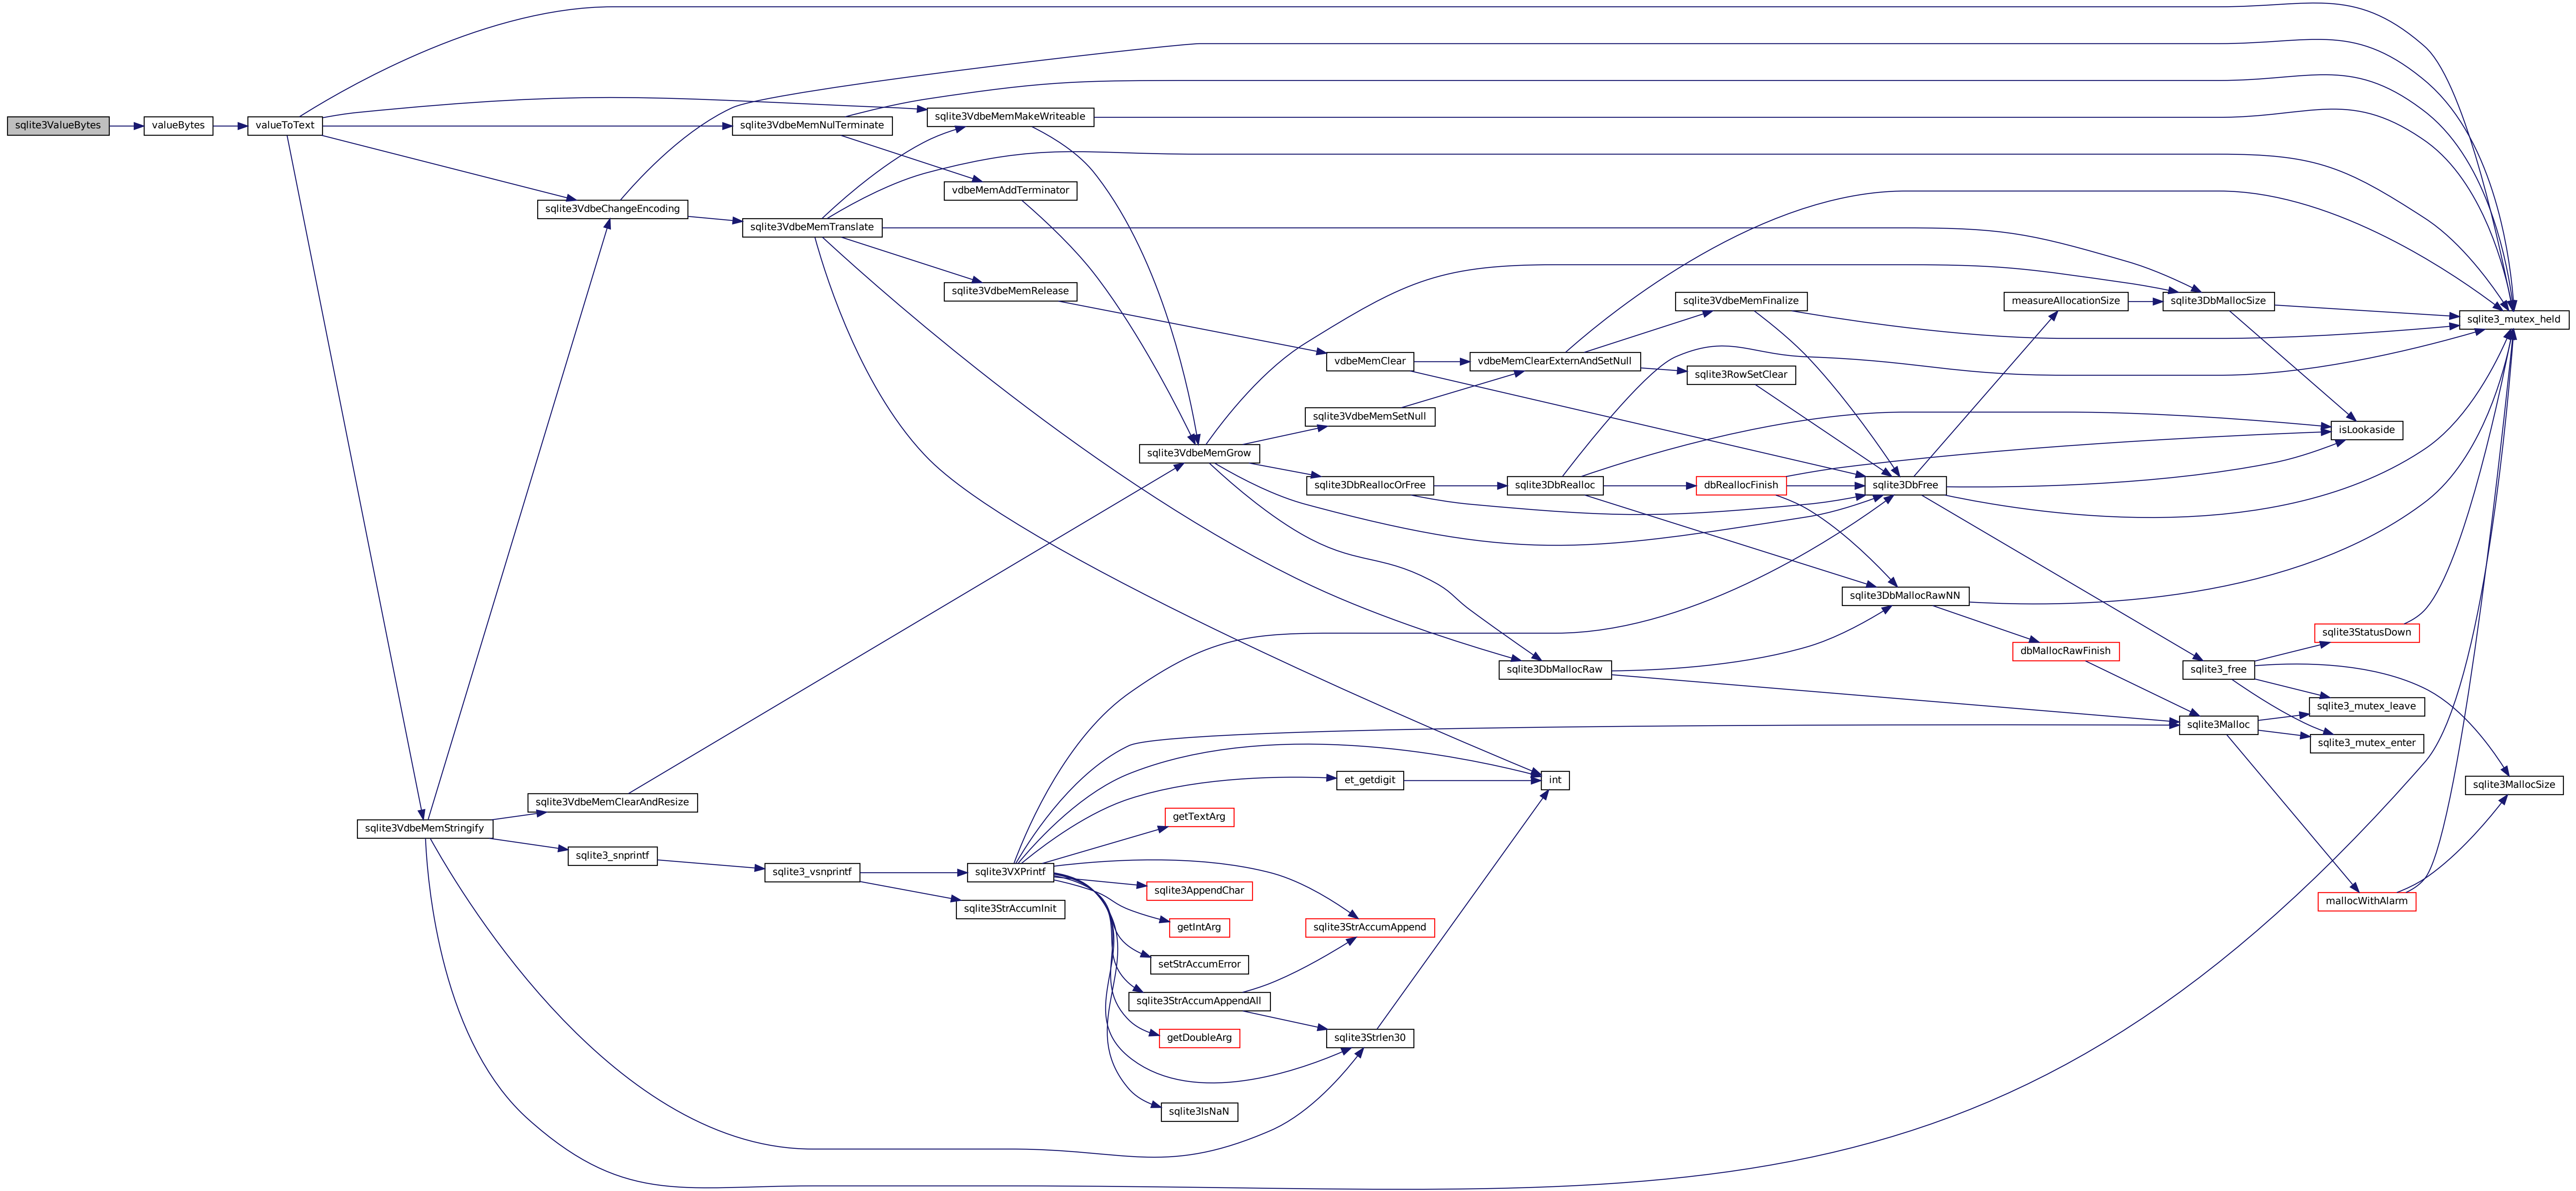 sqlite3ValueBytes
valueBytes
valueToText
sqlite3VdbeMemNulTerminate
sqlite3VdbeMemMakeWriteable
vdbeMemAddTerminator
sqlite3VdbeChangeEncoding
sqlite3VdbeMemTranslate
sqlite3VdbeMemRelease
sqlite3VdbeMemFinalize
measureAllocationSize
sqlite3DbMallocSize
sqlite3_mutex_held
vdbeMemClear
vdbeMemClearExternAndSetNull
sqlite3RowSetClear
sqlite3VdbeMemSetNull
isLookaside
sqlite3VdbeMemGrow
sqlite3DbReallocOrFree
sqlite3DbRealloc
dbReallocFinish
sqlite3DbFree
sqlite3DbMallocRawNN
sqlite3StatusDown
dbMallocRawFinish
sqlite3DbMallocRaw
sqlite3_free
sqlite3_mutex_leave
sqlite3Malloc
sqlite3_mutex_enter
et_getdigit
int
sqlite3MallocSize
sqlite3VdbeMemClearAndResize
getTextArg
sqlite3VdbeMemStringify
sqlite3_snprintf
sqlite3_vsnprintf
sqlite3VXPrintf
sqlite3AppendChar
mallocWithAlarm
sqlite3StrAccumInit
getIntArg
sqlite3StrAccumAppend
setStrAccumError
sqlite3StrAccumAppendAll
getDoubleArg
sqlite3Strlen30
sqlite3IsNaN